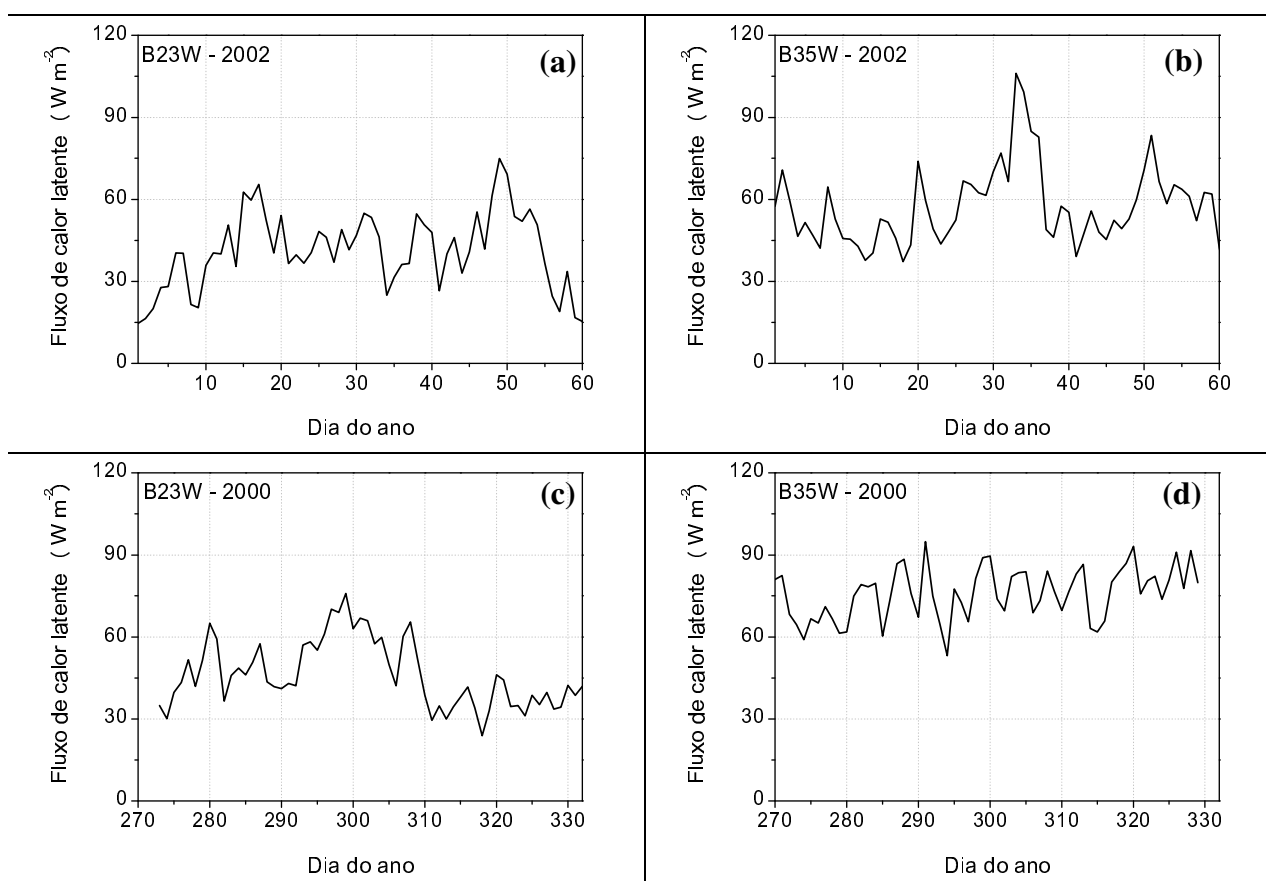 B23W - 2002
(a)
Fluxo de calor latente ( W m-2)
120
90
60
30
0
10 20 30 40 50 60
Dia do ano
B35W - 2002
(b)
Fluxo de calor latente ( W m-2)
120
90
60
30
0
10 20 30 40 50 60
Dia do ano
B23W - 2000
(c)
Fluxo de calor latente ( W m-2)
120
90
60
30
0
270 280 290 300 310 320 330
Dia do ano
B35W - 2000
(d)
Fluxo de calor latente ( W m-2)
120
90
60
30
0
270 280 290 300 310 320 330
Dia do ano